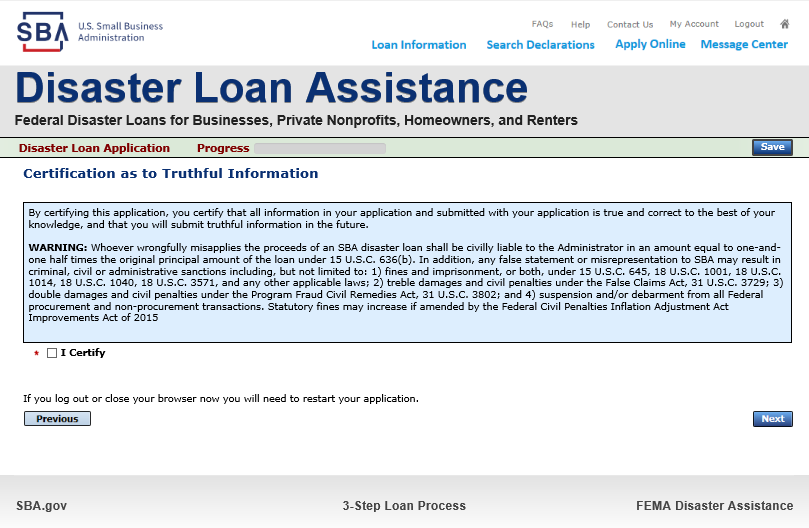 SBA U.S. Small Business
Administration
FAQs Help Contact Us My Account Logout
Loan Information Search Declarations Apply Online Message Center
Disaster Loan Assistance
Federal Disaster Loans for Businesses, Private Nonprofits, Homeowners, and Renters
Disaster Loan Application Progress Save
Certification as to Truthful Information
By certifying this application, you certify that all information in your application and submitted with your application is true and correct to the best of your
knowledge, and that you will submit truthful information in the future.
WARNING: Whoever wrongfully misapplies the proceeds of an SBA disaster loan shall be civilly liable to the Administrator in an amount equal to one-and-
one half times the original principal amount of the loan under 15 U.S.C. 636(b). In addition, any false statement or misrepresentation to SBA may result in
criminal, civil or administrative sanctions including, but not limited to: 1) fines and imprisonment, or both, under 15 U.S.C. 645, 18 U.S.C. 1001, 18 U.S.C.
1014, 18 U.S.C. 1040, 18 U.S.C. 3571, and any other applicable laws; 2) treble damages and civil penalties under the False Claims Act, 31 U.S.C. 3729; 3)
double damages and civil penalties under the Program Fraud Civil Remedies Act, 31 U.S.C. 3802; and 4) suspension and/or debarment from all Federal
procurement and non-procurement transactions. Statutory fines may increase if amended by the Federal Civil Penalties Inflation Adjustment Act
Improvements Act of 2015
* I Certify
If you log out or close your browser now you will need to restart your application.
Previous Next
SBA.gov 3-Step Loan Process FEMA Disaster Assistance